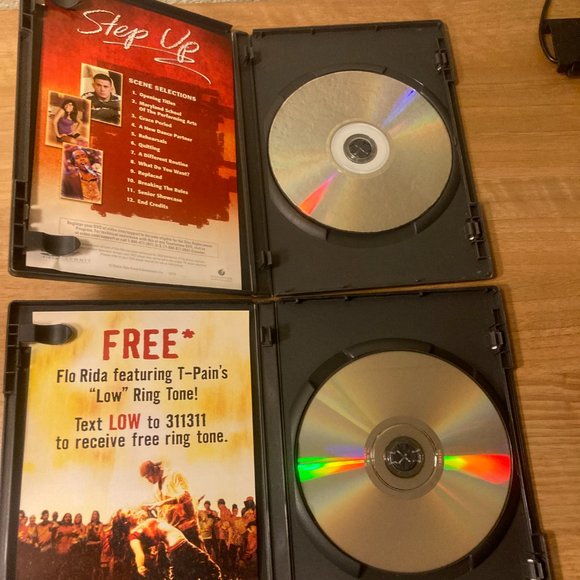 Step Up
SCENE SELECTIONS
1. Opening Titles
2. Maryland School
Of The Performing Arts
3. Grace Period
4. A New Dance Partner
5. Rehearsals
6. Quitting
7. A Different Routine
8. What Do You Want?
9. Replaced
10. Breaking The Rules
11. Senior Showcase
12. End Credits
FREE*
Flo Rida featuring T-Pain's
"Low" Ring Tone!
Text LOW to 311311
to receive free ring tone.